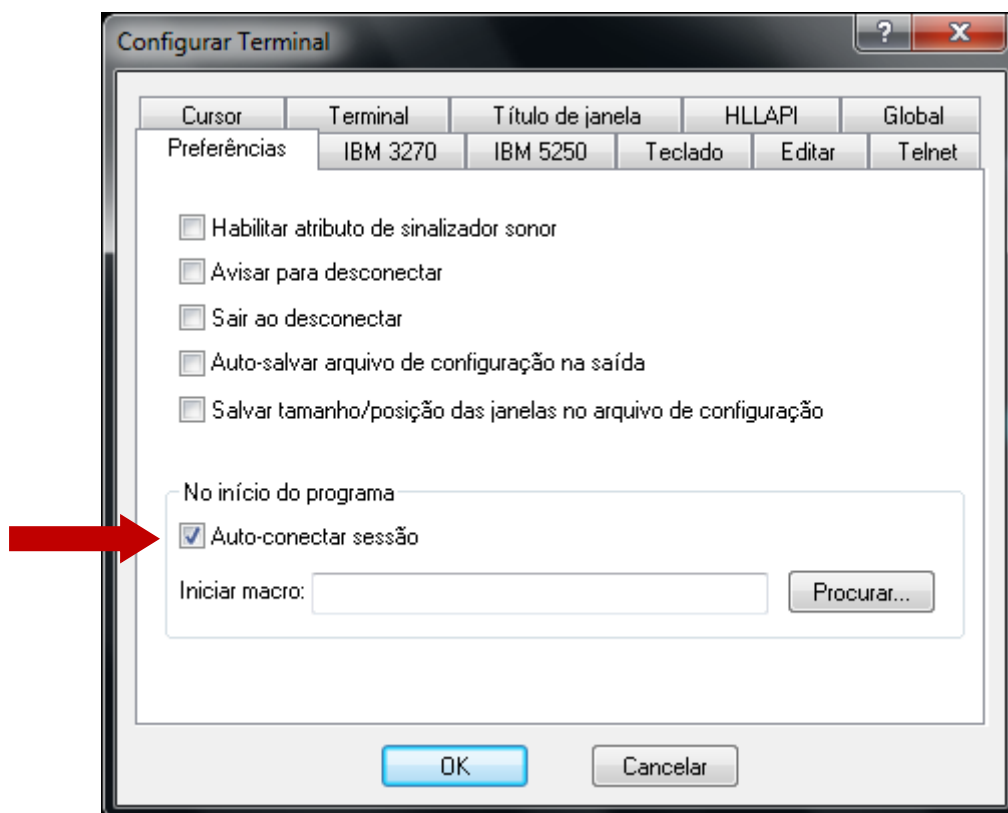 Configurar Terminal
?
Cursor Terminal Título de janela HLLAPI Global
Preferências IBM 3270 IBM 5250 Teclado Editar Telnet
Habilitar atributo de sinalizador sonor
Avisar para desconectar
Sair ao desconectar
Auto-salvar arquivo de configuração na saída
Salvar tamanho/posição das janelas no arquivo de configuração
No início do programa
Auto-conectar sessão
Iniciar macro: Procurar...
OK Cancelar